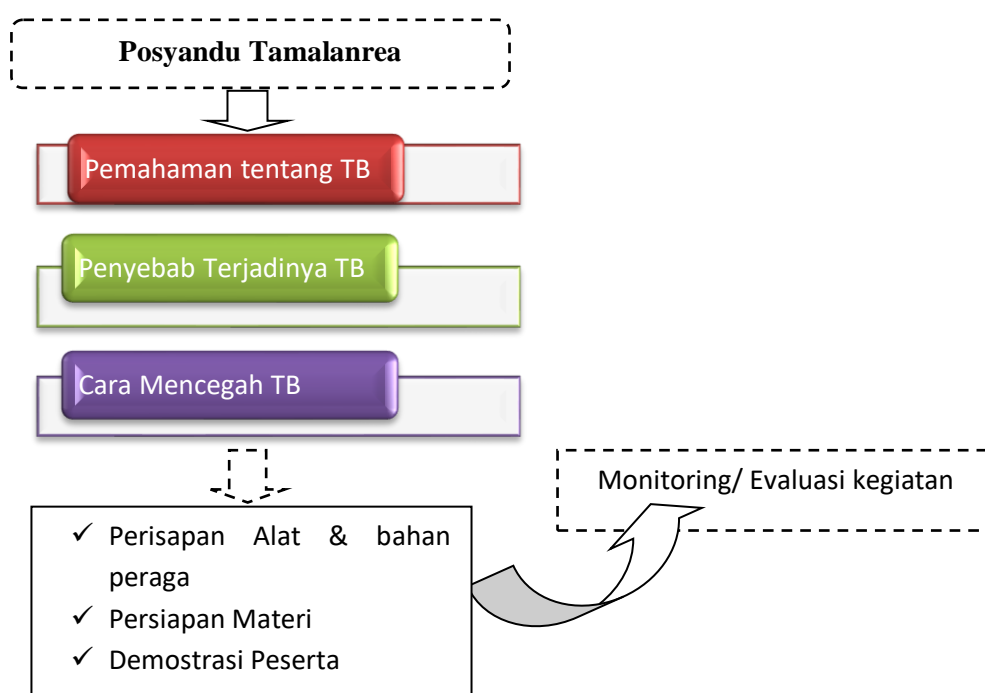 Posyandu Tamalanrea
Pemahaman tentang TB
Penyebab Terjadinya TB
Cara Mencegah TB
Monitoring/ Evaluasi kegiatan
✓ Perisapan Alat & bahan
peraga
✓ Persiapan Materi
✓ Demostrasi Peserta